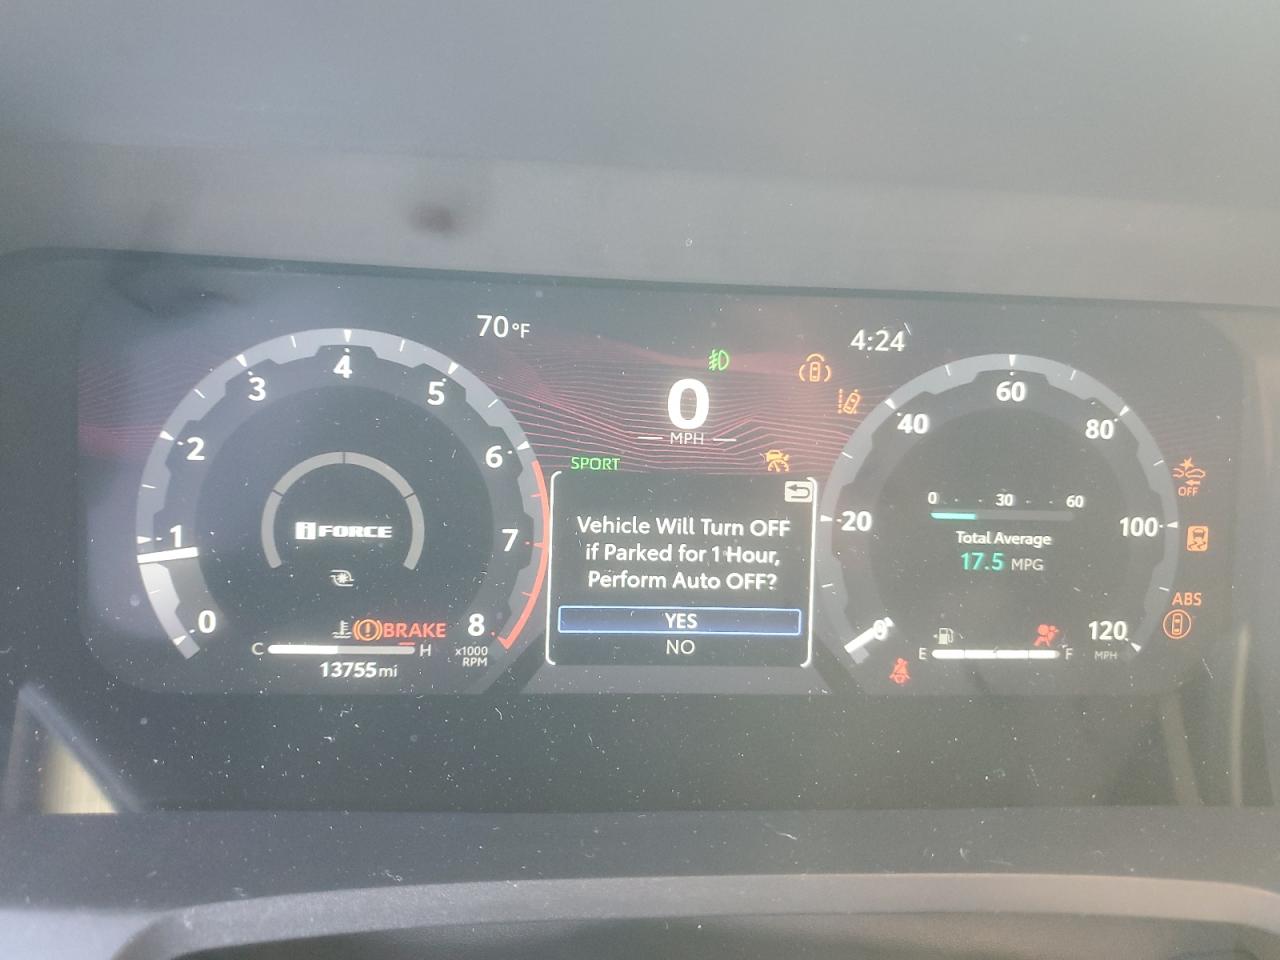 70°F
4:24
0
MPH
SPORT
Vehicle Will Turn OFF
if Parked for 1 Hour,
Perform Auto OFF?
YES
NO
0
1
2
3
4
5
6
7
8
x1000
RPM
iFORCE
BRAKE
C H
13755mi
0
20
40
60
80
100
120
MPH
0 30 60
Total Average
17.5 MPG
E F
OFF
ABS